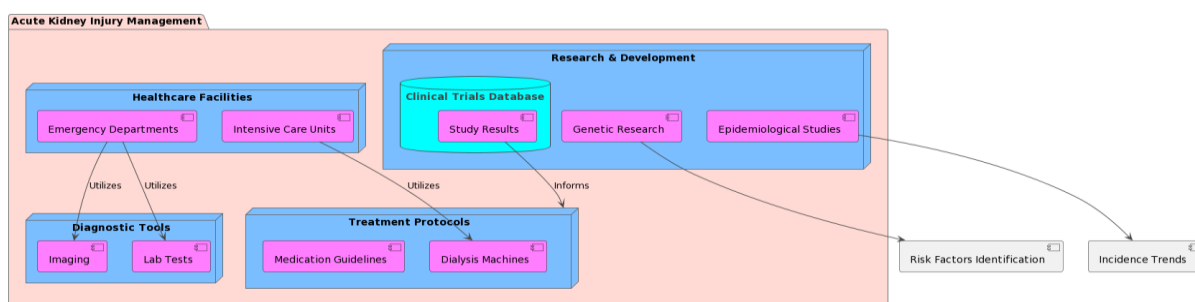 Acute Kidney Injury Management
Research & Development
Clinical Trials Database
Healthcare Facilities
Emergency Departments
Intensive Care Units
Study Results
Genetic Research
Epidemiological Studies
Utilizes
Utilizes
Utilizes
Informs
Diagnostic Tools
Treatment Protocols
Imaging
Lab Tests
Medication Guidelines
Dialysis Machines
Risk Factors Identification
Incidence Trends